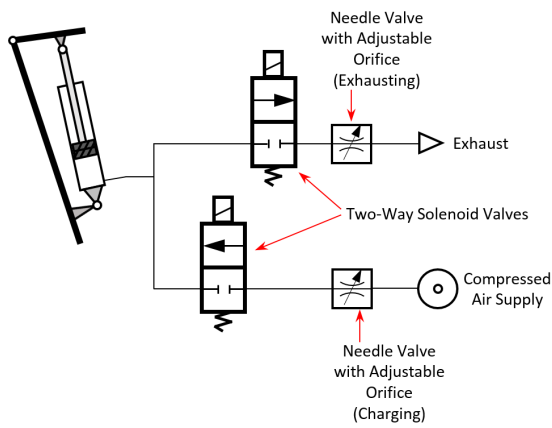 Needle Valve
with Adjustable
Orifice
(Exhausting)
Exhaust
Two-Way Solenoid Valves
Compressed
Air Supply
Needle Valve
with Adjustable
Orifice
(Charging)